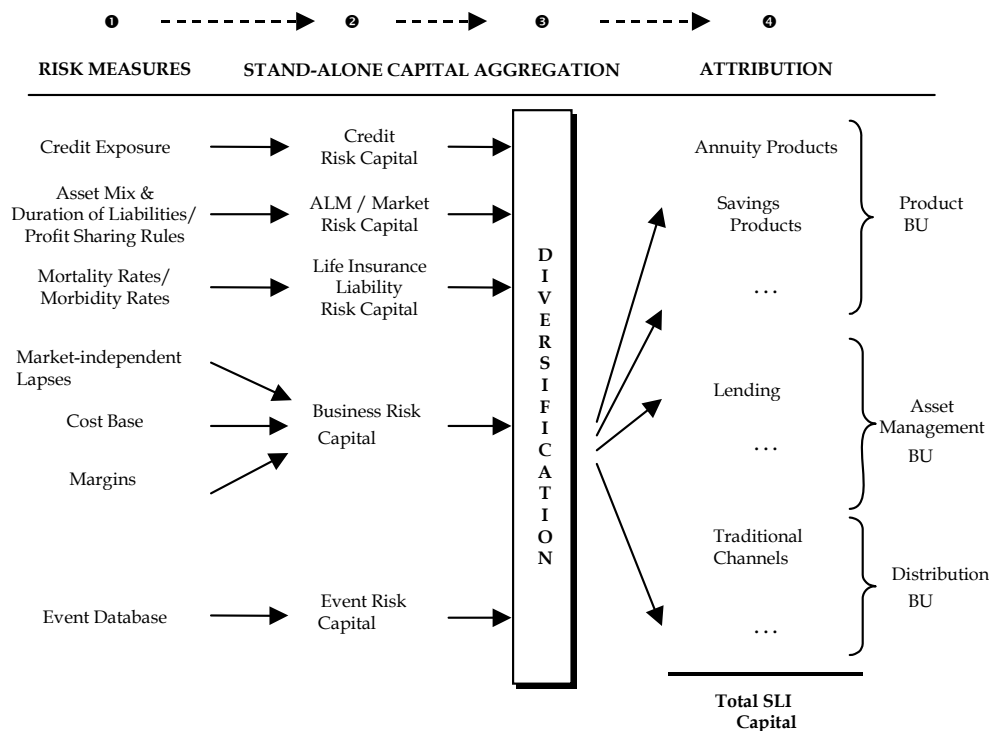 ❶ ❷ ❸ ❹
RISK MEASURES STAND-ALONE CAPITAL AGGREGATION ATTRIBUTION
Credit Exposure
Asset Mix &
Duration of Liabilities/
Profit Sharing Rules
Mortality Rates/
Morbidity Rates
Market-independent
Lapses
Cost Base
Margins
Event Database
Credit
Risk Capital
ALM / Market
Risk Capital
Life Insurance
Liability
Risk Capital
Business Risk
Capital
Event Risk
Capital
D
I
V
E
R
S
I
F
I
C
A
T
I
O
N
Annuity Products
Savings
Products
...
Lending
...
Traditional
Channels
...
Total SLI
Capital
Product
BU
Asset
Management
BU
Distribution
BU